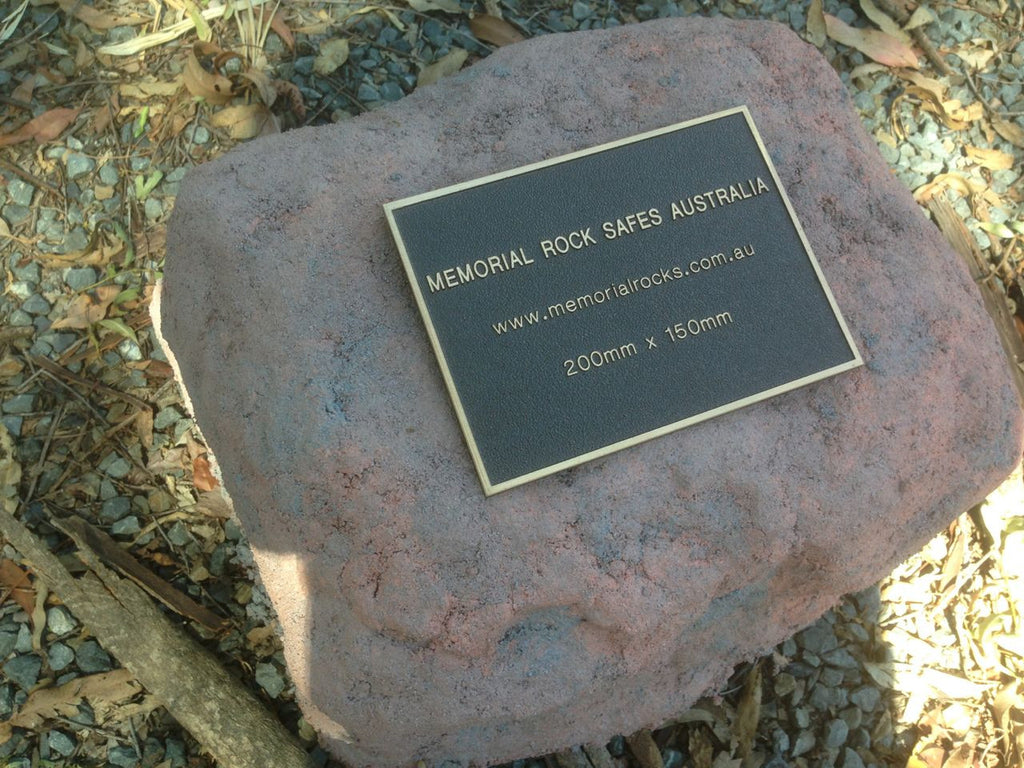 MEMORIAL ROCK SAFES AUSTRALIA
www.memorialrocks.com.au
200mm x 150mm